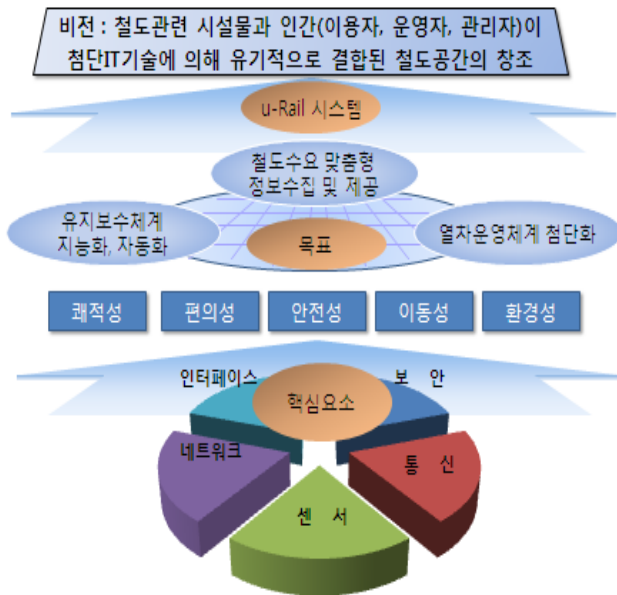 비전 : 철도관련 시설물과 인간(이용자, 운영자, 관리자)이
첨단IT기술에 의해 유기적으로 결합된 철도공간의 창조
u-Rail 시스템
철도수요 맞춤형
정보수집 및 제공
유지보수체계
지능화, 자동화
목표
열차운영체계 첨단화
쾌적성
편의성
안전성
이동성
환경성
인터페이스
보 안
핵심요소
네트워크
통 신
센 서